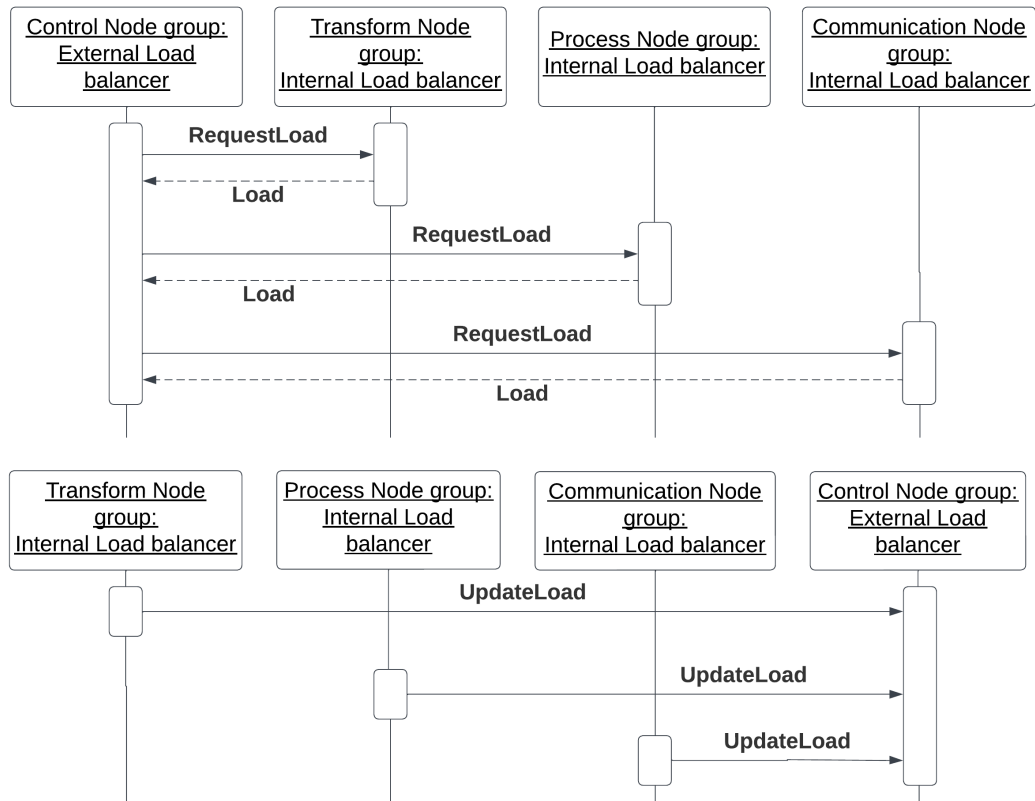 Control Node group:
External Load
balancer
Transform Node
group:
Internal Load balancer
Process Node group:
Internal Load balancer
Communication Node
group:
Internal Load balancer
RequestLoad
Load
RequestLoad
Load
RequestLoad
Load
Transform Node
group:
Internal Load balancer
Process Node group:
Internal Load
balancer
Communication Node
group:
Internal Load balancer
Control Node group:
External Load
balancer
UpdateLoad
UpdateLoad
UpdateLoad